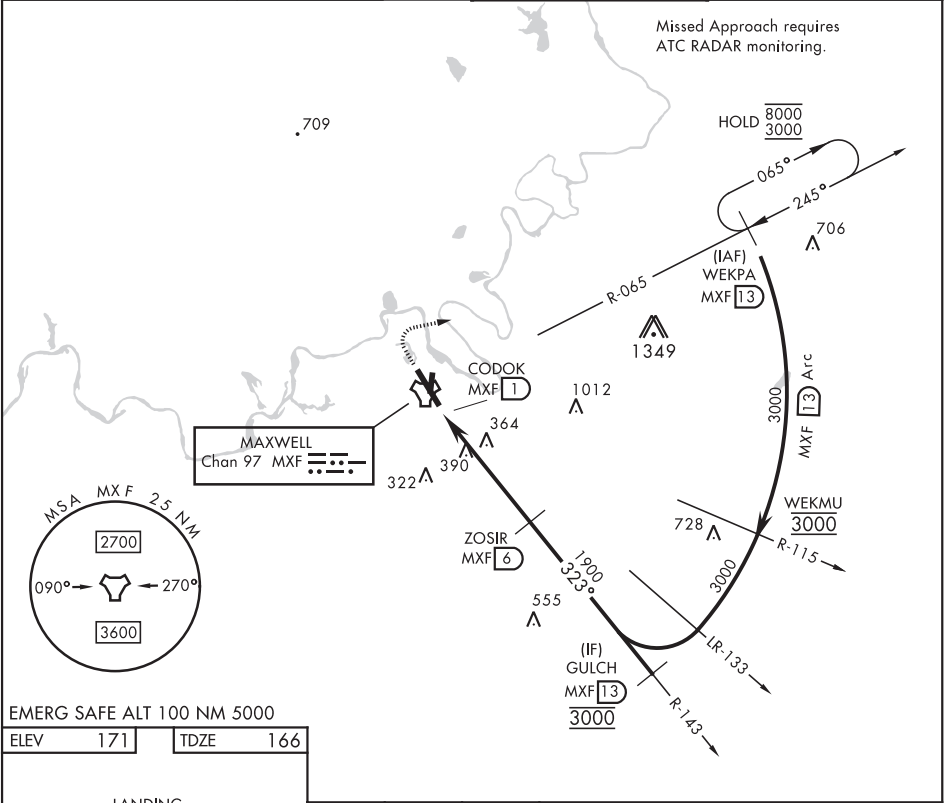 Missed Approach requires
ATC RADAR monitoring.
709
HOLD 8000
3000
065°
245°
706
(IAF)
WEKPA
MXF 13
R-065
1349
CODOK
MXF 1
1012
3000
MXF 13 Arc
364
390
322
MAXWELL
Chan 97 MXF
WEKMU
3000
728
R-115
MSA MXF 25 NM
2700
090°
270°
3600
ZOSIR
MXF 6
1900
323°
3000
555
LR-133
(IF)
GULCH
MXF 13
3000
R-143
EMERG SAFE ALT 100 NM 5000
ELEV 171
TDZE 166
LANDING